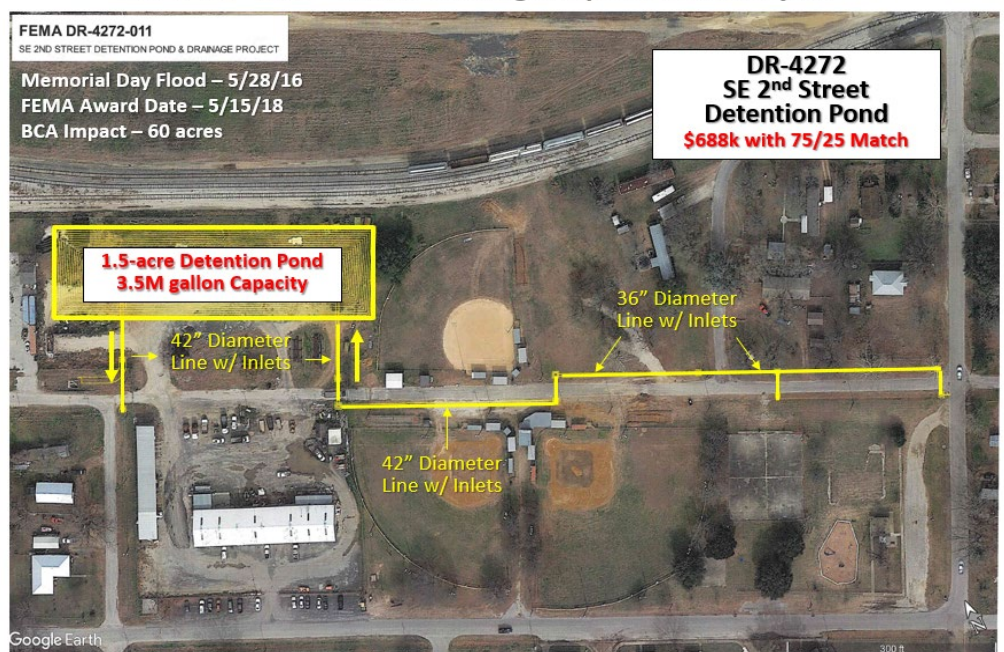 FEMA DR-4272-011
SE 2ND STREET DETENTION POND & DRAINAGE PROJECT
Memorial Day Flood – 5/28/16
FEMA Award Date – 5/15/18
BCA Impact – 60 acres
DR-4272
SE 2nd Street
Detention Pond
$688k with 75/25 Match
1.5-acre Detention Pond
3.5M gallon Capacity
42” Diameter
Line w/ Inlets
36” Diameter
Line w/ Inlets
42” Diameter
Line w/ Inlets
Google Earth
N
300 ft